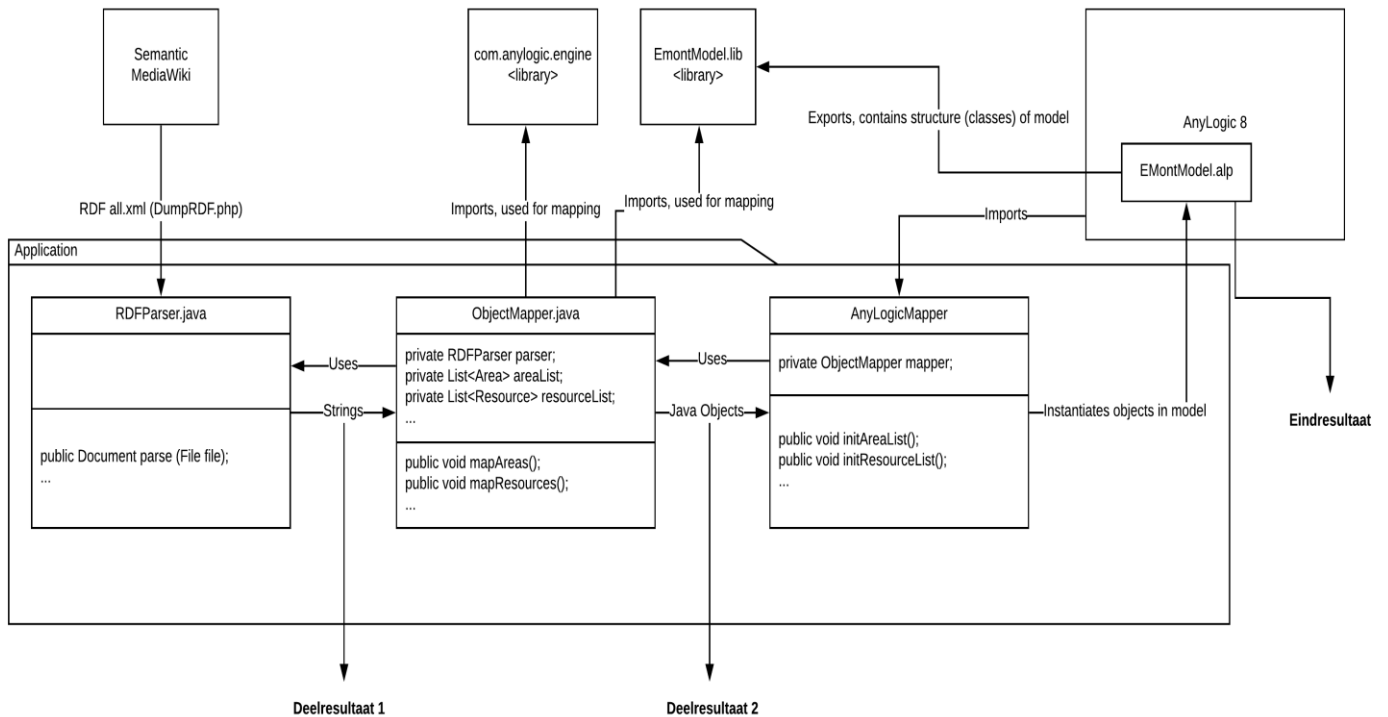 Semantic
MediaWiki
com.anylogic.engine
<library>
EmontModel.lib
<library>
Exports, contains structure (classes) of model
AnyLogic 8
EMontModel.alp
RDF all.xml (DumpRDF.php)
Imports, used for mapping
Imports, used for mapping
Imports
Application
RDFParser.java
public Document parse (File file);
...
Uses
Strings
ObjectMapper.java
private RDFParser parser;
private List<Area> areaList;
private List<Resource> resourceList;
...
public void mapAreas();
public void mapResources();
...
Uses
Java Objects
AnyLogicMapper
private ObjectMapper mapper;
public void initAreaList();
public void initResourceList();
...
Instantiates objects in model
Eindresultaat
Deelresultaat 1
Deelresultaat 2